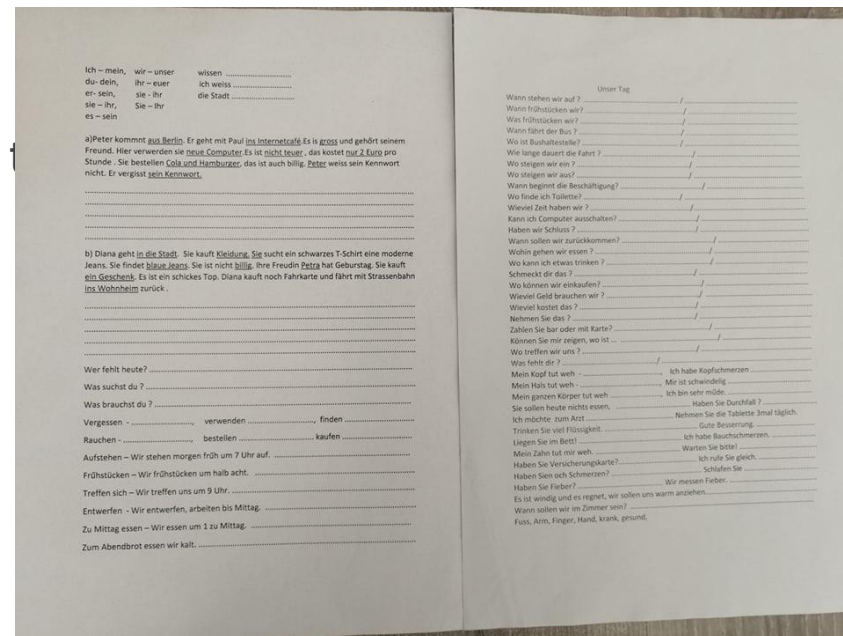 Ich – mein, wir – unser wissen ...............................
du- dein, ihr – euer ich weiss ............................
er- sein, sie - ihr die Stadt .............................
sie – ihr, Sie – Ihr
es – sein
a)Peter kommnt aus Berlin. Er geht mit Paul ins Internetcafé.Es is gross und gehört seinem
Freund. Hier verwerden sie neue Computer.Es ist nicht teuer , das kostet nur 2 Euro pro
Stunde . Sie bestellen Cola und Hamburger, das ist auch billig. Peter weiss sein Kennwort
nicht. Er vergisst sein Kennwort.
b) Diana geht in die Stadt. Sie kauft Kleidung. Sie sucht ein schwarzes T-Shirt eine moderne
Jeans. Sie findet blaue Jeans. Sie ist nicht billig. Ihre Freudin Petra hat Geburstag. Sie kauft
ein Geschenk. Es ist ein schickes Top. Diana kauft noch Fahrkarte und fährt mit Strassenbahn
ins Wohnheim zurück .
Wer fehlt heute? ...............................
Was suchst du ? ...............................
Was brauchst du ? ...............................
Vergessen - ........................, verwenden ........................, finden ........................
Rauchen - ........................, bestellen ........................ kaufen ........................
Aufstehen – Wir stehen morgen früh um 7 Uhr auf. ...............................
Frühstücken – Wir frühstücken um halb acht. ...............................
Treffen sich – Wir treffen uns um 9 Uhr. ...............................
Entwerfen - Wir entwerfen, arbeiten bis Mittag. ...............................
Zu Mittag essen – Wir essen um 1 zu Mittag. ...............................
Zum Abendbrot essen wir kalt. ...............................
Unser Tag
Wann stehen wir auf ? ........................ / ........................
Wann frühstücken wir? ........................ / ........................
Was frühstücken wir? ........................ / ........................
Wann fährt der Bus ? ........................ / ........................
Wo ist Bushaltestelle? ........................ / ........................
Wie lange dauert die Fahrt ? ........................ / ........................
Wo steigen wir ein ? ........................ / ........................
Wo steigen wir aus? ........................ / ........................
Wann beginnt die Beschäftigung? ........................ / ........................
Wo finde ich Toilette? ........................ / ........................
Wieviel Zeit haben wir ? ........................ / ........................
Kann ich Computer ausschalten? ........................ / ........................
Haben wir Schluss ? ........................ / ........................
Wann sollen wir zurückkommen? ........................ / ........................
Wohin gehen wir essen ? ........................ / ........................
Wo kann ich etwas trinken ? ........................ / ........................
Schmeckt dir das ? ........................ / ........................
Wo können wir einkaufen? ........................ / ........................
Wieviel Geld brauchen wir ? ........................ / ........................
Wieviel kostet das ? ........................ / ........................
Nehmen Sie das ? ........................ / ........................
Zahlen Sie bar oder mit Karte? ........................ / ........................
Können Sie mir zeigen, wo ist ... ........................ / ........................
Wo treffen wir uns ? ........................ / ........................
Was fehlt dir ? ........................ / ........................
Mein Kopf tut weh - ........................, Ich habe Kopfschmerzen ........................
Mein Hals tut weh - ........................, Mir ist schwindelig ........................
Mein ganzen Körper tut weh ........................, Ich bin sehr müde. ........................
Sie sollen heute nichts essen. ........................ Haben Sie Durchfall ? ........................
Ich möchte zum Arzt ........................ Nehmen Sie die Tablette 3mal täglich.
Trinken Sie viel Flüssigkeit. ........................ Gute Besserrung. ........................
Liegen Sie im Bett! ........................ Ich habe Bauchschmerzen. ........................
Mein Zahn tut mir weh. ........................ Warten Sie bitte! ........................
Haben Sie Versicherungskarte? ........................ Ich rufe Sie gleich. ........................
Haben Sien och Schmerzen? ........................ Schlafen Sie ........................
Haben Sie Fieber? ........................ Wir messen Fieber. ........................
Es ist windig und es regnet, wir sollen uns warm anziehen........................
Wann sollen wir im Zimmer sein? ........................ /
Fuss, Arm, Finger, Hand, krank, gesund.